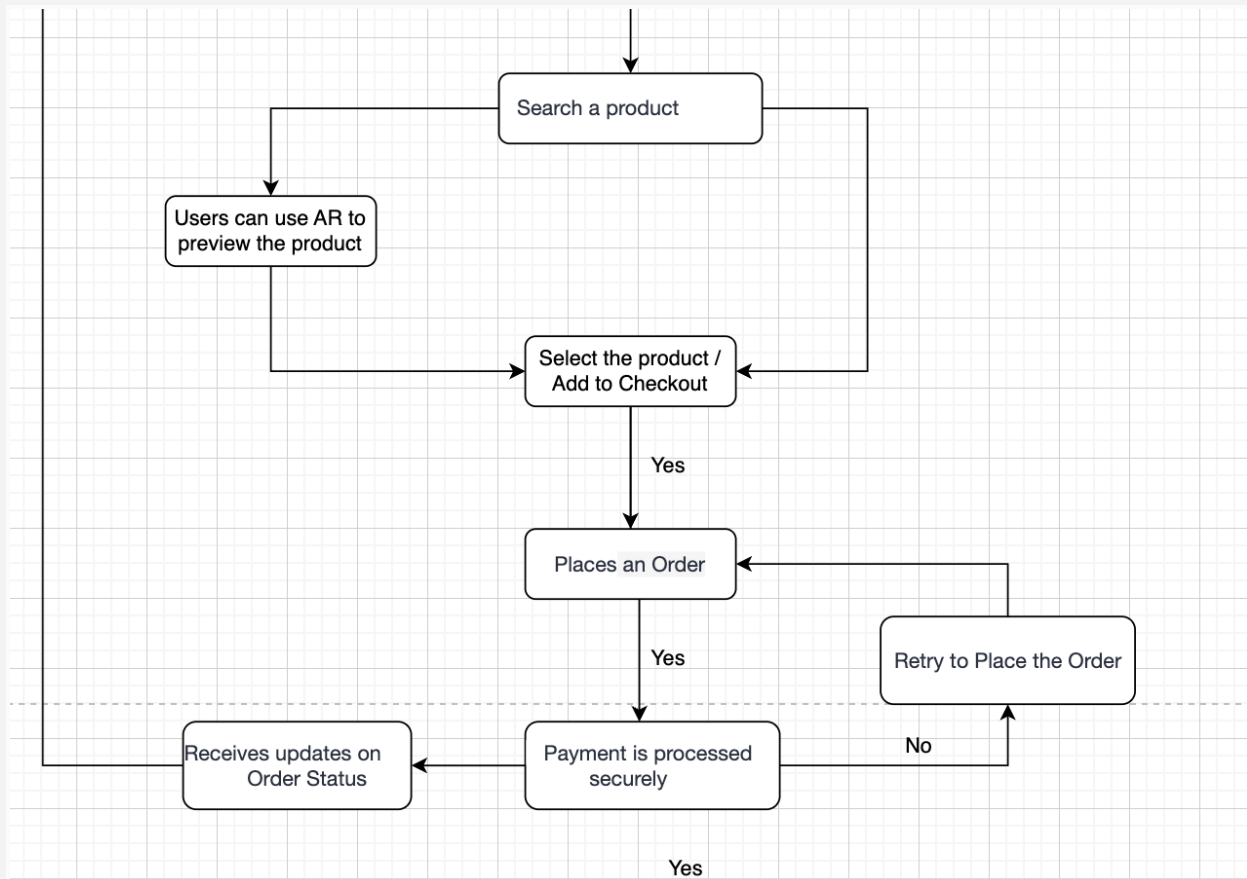 Search a product
Users can use AR to
preview the product
Select the product /
Add to Checkout
Yes
Places an Order
Yes
Retry to Place the Order
Receives updates on
Order Status
Payment is processed
securely
No
Yes